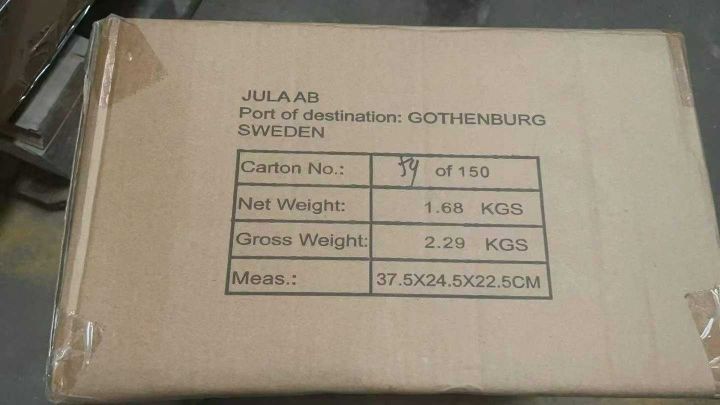 JULA AB
Port of destination: GOTHENBURG
SWEDEN
Carton No.: 54 of 150
Net Weight: 1.68 KGS
Gross Weight: 2.29 KGS
Meas.: 37.5X24.5X22.5CM